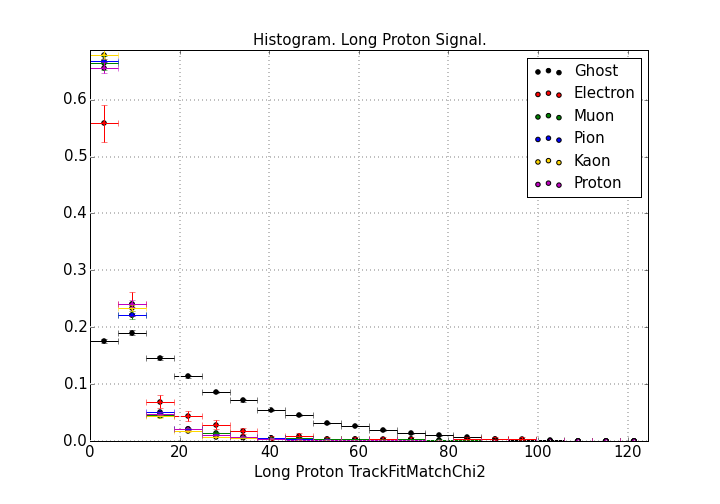 Histogram. Long Proton Signal.
Ghost
Electron
Muon
Pion
Kaon
Proton
0.6
0.5
0.4
0.3
0.2
0.1
0.0
0 20 40 60 80 100 120
Long Proton TrackFitMatchChi2